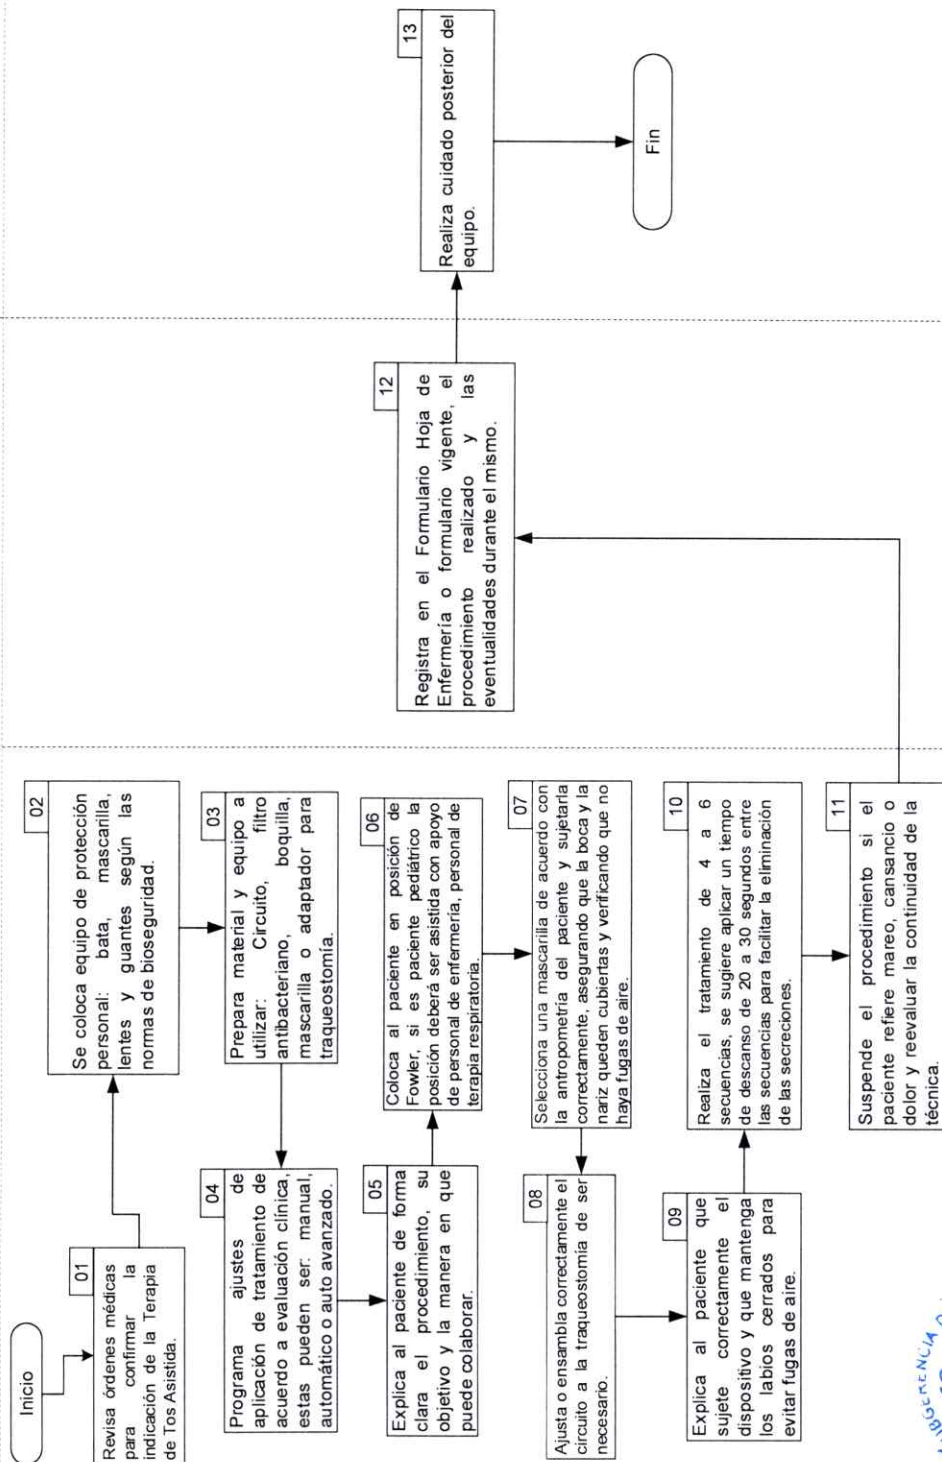 Inicio
01
Revisa órdenes médicas
para confirmar la
indicación de la Terapia
de Tos Asistida.
02
Se coloca equipo de protección
personal: bata, mascarilla,
lentes y guantes según las
normas de bioseguridad.
03
Prepara material y equipo a
utilizar: Circuito, filtro
antibacteriano, boquilla,
mascarilla o adaptador para
traqueostomía.
04
Programa ajustes de
aplicación de tratamiento de
acuerdo a evaluación clínica,
estas pueden ser: manual,
automático o auto avanzado.
05
Explica al paciente de forma
clara el procedimiento, su
objetivo y la manera en que
puede colaborar.
06
Coloca al paciente en posición de
Fowler, si es paciente pediátrico la
posición deberá ser asistida con apoyo
de personal de enfermería, personal de
terapia respiratoria.
07
Selecciona una mascarilla de acuerdo con
la antropometría del paciente y sujetarla
correctamente, asegurando que la boca y la
nariz queden cubiertas y verificando que no
haya fugas de aire.
08
Ajusta o ensambla correctamente el
circuito a la traqueostomía de ser
necesario.
09
Explica al paciente que
sujete correctamente el
dispositivo y que mantenga
los labios cerrados para
evitar fugas de aire.
10
Realiza el tratamiento de 4 a 6
secuencias, se sugiere aplicar un tiempo
de descanso de 20 a 30 segundos entre
las secuencias para facilitar la eliminación
de las secreciones.
11
Suspende el procedimiento si el
paciente refiere mareo, cansancio o
dolor y reevaluar la continuidad de la
técnica.
12
Registra en el Formulario Hoja de
Enfermería o formulario vigente, el
procedimiento realizado y las
eventualidades durante el mismo.
13
Realiza cuidado posterior del
equipo.
Fin